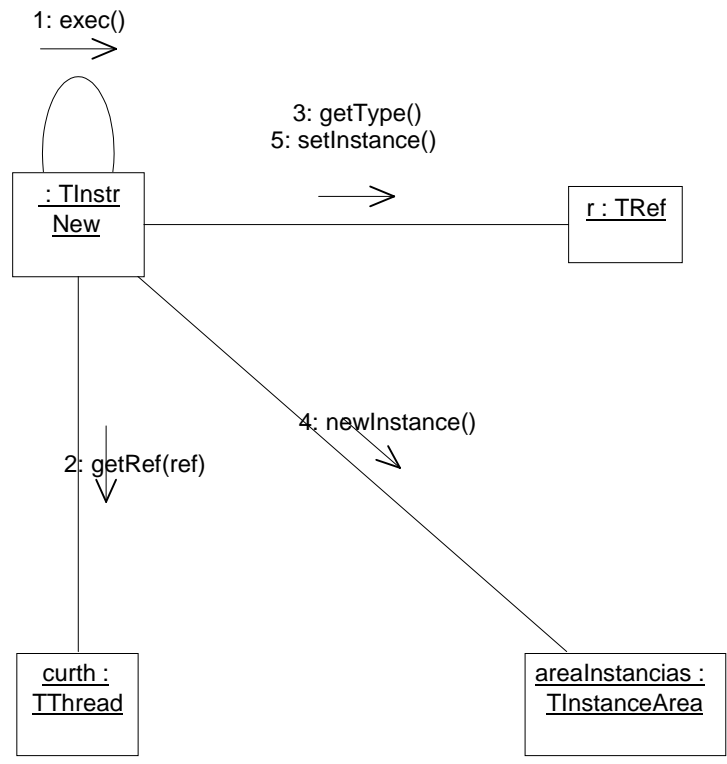 1: exec()
3: getType()
5: setInstance()
: TInstr
New
r : TRef
4: newInstance()
2: getRef(ref)
curth :
TThread
areaInstancias :
TInstanceArea